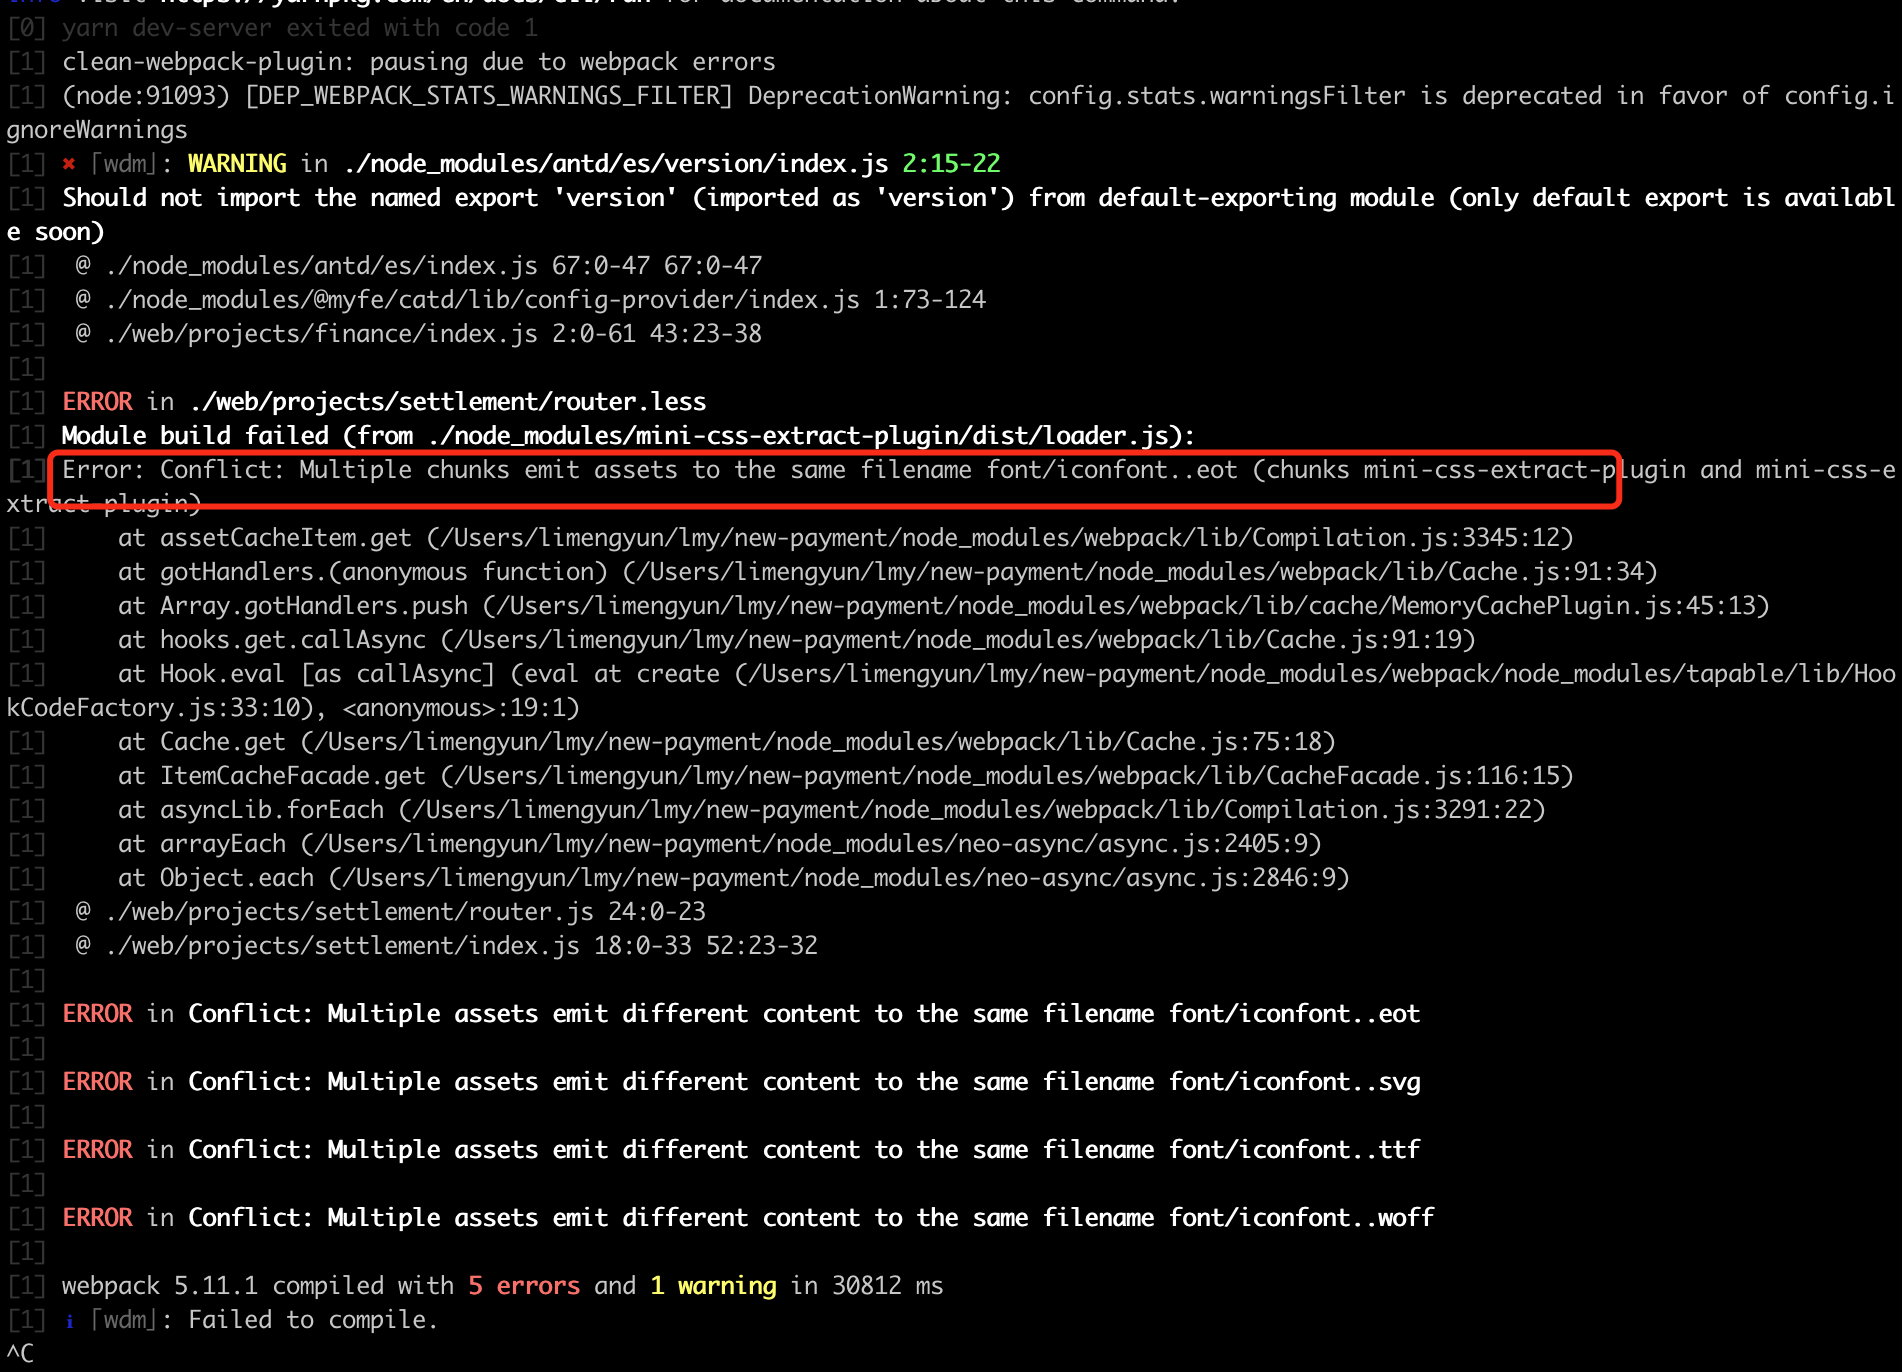 info Visit https://yarnpkg.com/en/docs/cli/run for documentation about this command.
[0] yarn dev-server exited with code 1
[1] clean-webpack-plugin: pausing due to webpack errors
[1] (node:91093) [DEP_WEBPACK_STATS_WARNINGS_FILTER] DeprecationWarning: config.stats.warningsFilter is deprecated in favor of config.i
gnoreWarnings
[1] ✖ ⌈wdm⌋: WARNING in ./node_modules/antd/es/version/index.js 2:15-22
[1] Should not import the named export 'version' (imported as 'version') from default-exporting module (only default export is availabl
e soon)
[1]  @ ./node_modules/antd/es/index.js 67:0-47 67:0-47
[1]  @ ./node_modules/@myfe/catd/lib/config-provider/index.js 1:73-124
[1]  @ ./web/projects/finance/index.js 2:0-61 43:23-38
[1]
[1] ERROR in ./web/projects/settlement/router.less
[1] Module build failed (from ./node_modules/mini-css-extract-plugin/dist/loader.js):
[1] Error: Conflict: Multiple chunks emit assets to the same filename font/iconfont..eot (chunks mini-css-extract-plugin and mini-css-e
xtract-plugin)
[1]     at assetCacheItem.get (/Users/limengyun/lmy/new-payment/node_modules/webpack/lib/Compilation.js:3345:12)
[1]     at gotHandlers.(anonymous function) (/Users/limengyun/lmy/new-payment/node_modules/webpack/lib/Cache.js:91:34)
[1]     at Array.gotHandlers.push (/Users/limengyun/lmy/new-payment/node_modules/webpack/lib/cache/MemoryCachePlugin.js:45:13)
[1]     at hooks.get.callAsync (/Users/limengyun/lmy/new-payment/node_modules/webpack/lib/Cache.js:91:19)
[1]     at Hook.eval [as callAsync] (eval at create (/Users/limengyun/lmy/new-payment/node_modules/webpack/node_modules/tapable/lib/Hoo
kCodeFactory.js:33:10), <anonymous>:19:1)
[1]     at Cache.get (/Users/limengyun/lmy/new-payment/node_modules/webpack/lib/Cache.js:75:18)
[1]     at ItemCacheFacade.get (/Users/limengyun/lmy/new-payment/node_modules/webpack/lib/CacheFacade.js:116:15)
[1]     at asyncLib.forEach (/Users/limengyun/lmy/new-payment/node_modules/webpack/lib/Compilation.js:3291:22)
[1]     at arrayEach (/Users/limengyun/lmy/new-payment/node_modules/neo-async/async.js:2405:9)
[1]     at Object.each (/Users/limengyun/lmy/new-payment/node_modules/neo-async/async.js:2846:9)
[1]  @ ./web/projects/settlement/router.js 24:0-23
[1]  @ ./web/projects/settlement/index.js 18:0-33 52:23-32
[1]
[1] ERROR in Conflict: Multiple assets emit different content to the same filename font/iconfont..eot
[1]
[1] ERROR in Conflict: Multiple assets emit different content to the same filename font/iconfont..svg
[1]
[1] ERROR in Conflict: Multiple assets emit different content to the same filename font/iconfont..ttf
[1]
[1] ERROR in Conflict: Multiple assets emit different content to the same filename font/iconfont..woff
[1]
[1] webpack 5.11.1 compiled with 5 errors and 1 warning in 30812 ms
[1] ℹ ⌈wdm⌋: Failed to compile.
^C